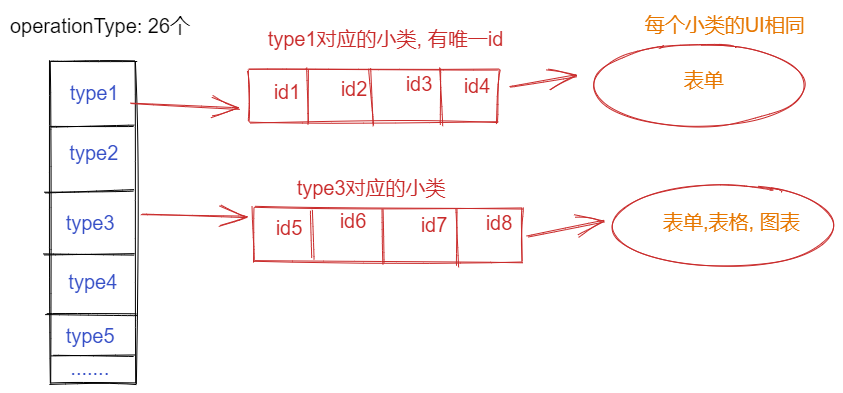 operationType: 26个
type1对应的小类, 有唯一id
每个小类的UI相同
type1
id1
id2
id3
id4
表单
type2
type3对应的小类
type3
id5
id6
id7
id8
表单,表格, 图表
type4
type5
.......